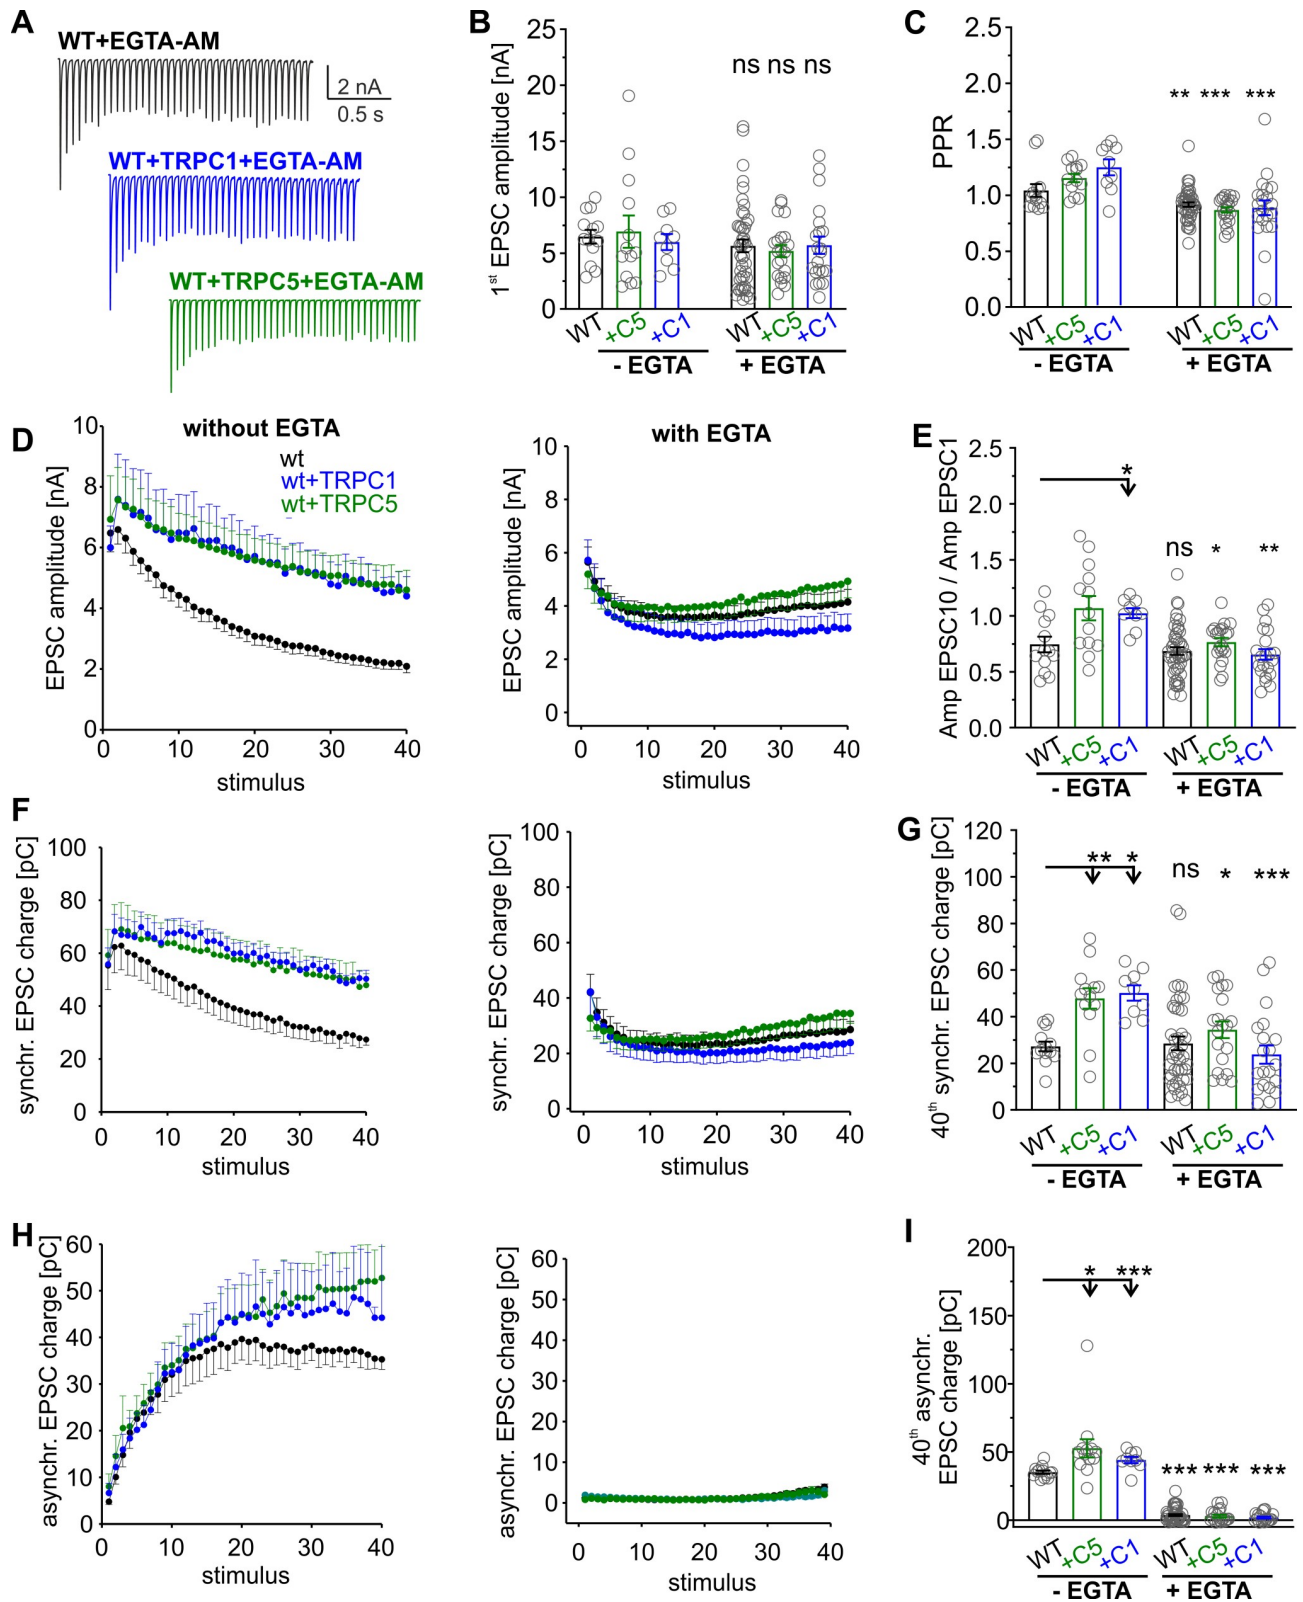 A
WT+EGTA-AM
2 nA
0.5 s
WT+TRPC1+EGTA-AM
WT+TRPC5+EGTA-AM
B
1st EPSC amplitude [nA]
25
20
15
10
5
0
ns ns ns
WT +C5 +C1 WT +C5 +C1
- EGTA + EGTA
C
PPR
2.5
2.0
1.5
1.0
0.5
0.0
** *** ***
WT +C5 +C1 WT +C5 +C1
- EGTA + EGTA
D
without EGTA
wt
wt+TRPC1
wt+TRPC5
EPSC amplitude [nA]
10
8
6
4
2
0
0 10 20 30 40
stimulus
with EGTA
EPSC amplitude [nA]
10
8
6
4
2
0
0 10 20 30 40
stimulus
E
Amp EPSC10 / Amp EPSC1
2.5
2.0
1.5
1.0
0.5
0.0
*
ns * **
WT +C5 +C1 WT +C5 +C1
- EGTA + EGTA
F
synchr. EPSC charge [pC]
100
80
60
40
20
0
0 10 20 30 40
stimulus
synchr. EPSC charge [pC]
100
80
60
40
20
0
0 10 20 30 40
stimulus
G
40th synchr. EPSC charge [pC]
120
100
80
60
40
20
0
** *
ns * ***
WT +C5 +C1 WT +C5 +C1
- EGTA + EGTA
H
asynchr. EPSC charge [pC]
60
50
40
30
20
10
0
0 10 20 30 40
stimulus
asynchr. EPSC charge [pC]
60
50
40
30
20
10
0
0 10 20 30 40
stimulus
I
40th asynchr.
EPSC charge [pC]
200
150
100
50
0
* ***
*** *** ***
WT +C5 +C1 WT +C5 +C1
- EGTA + EGTA